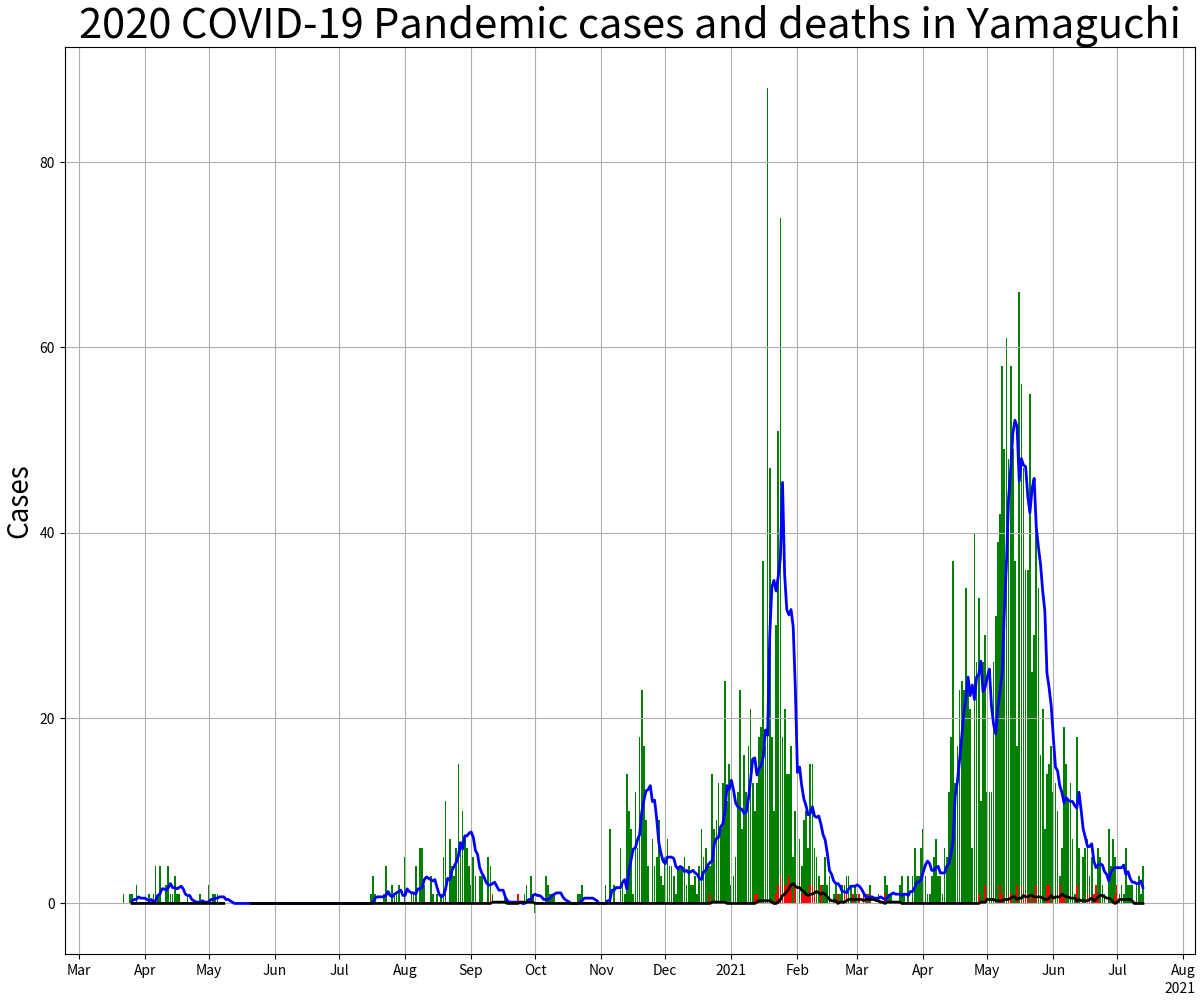 2020 COVID-19 Pandemic cases and deaths in Yamaguchi
Cases
80
60
40
20
0
Mar Apr May Jun Jul Aug Sep Oct Nov Dec 2021 Feb Mar Apr May Jun Jul Aug
2021